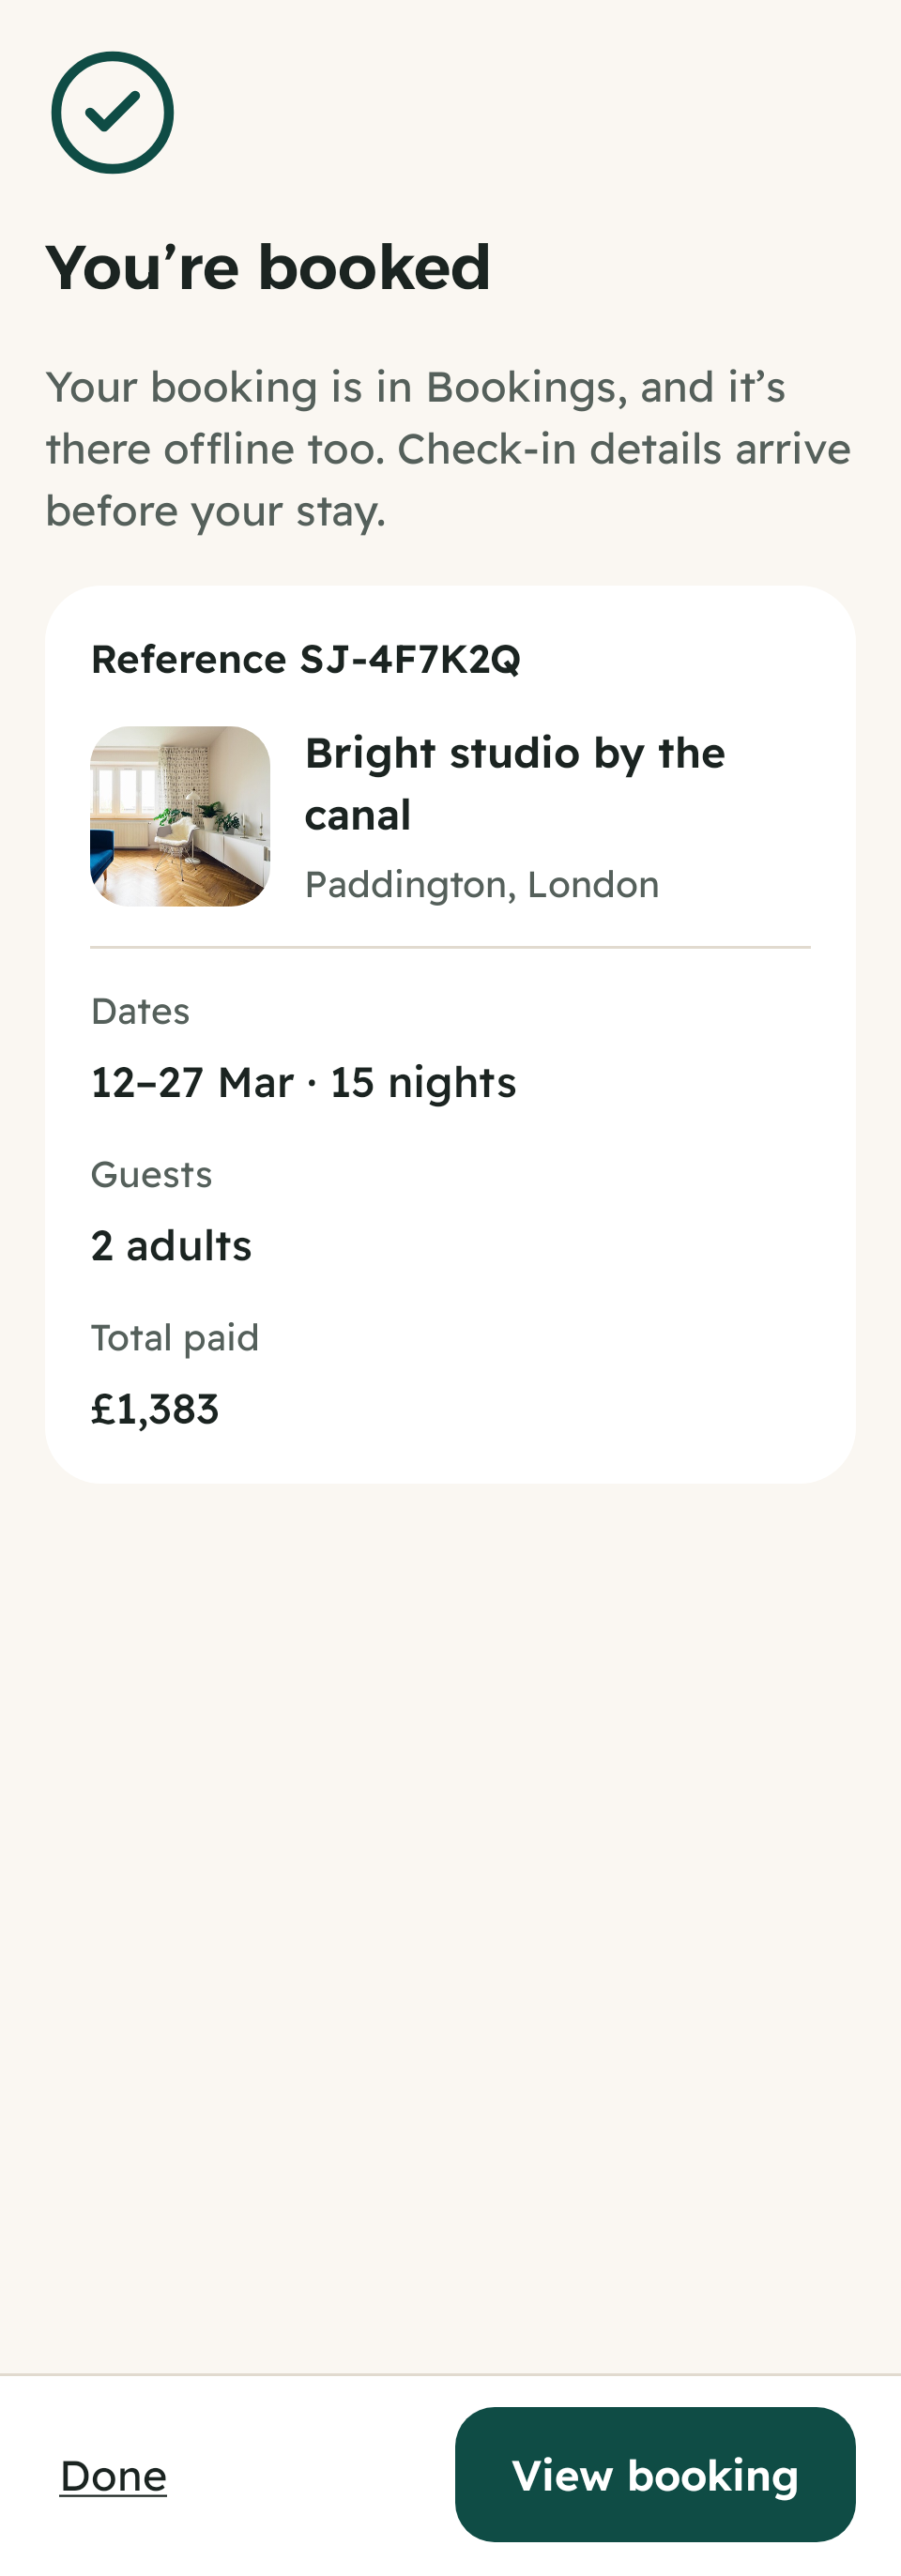 You’re booked
Your booking is in Bookings, and it’s
there offline too. Check-in details arrive
before your stay.
Reference SJ-4F7K2Q
Bright studio by the
canal
Paddington, London
Dates
12–27 Mar · 15 nights
Guests
2 adults
Total paid
£1,383
Done
View booking